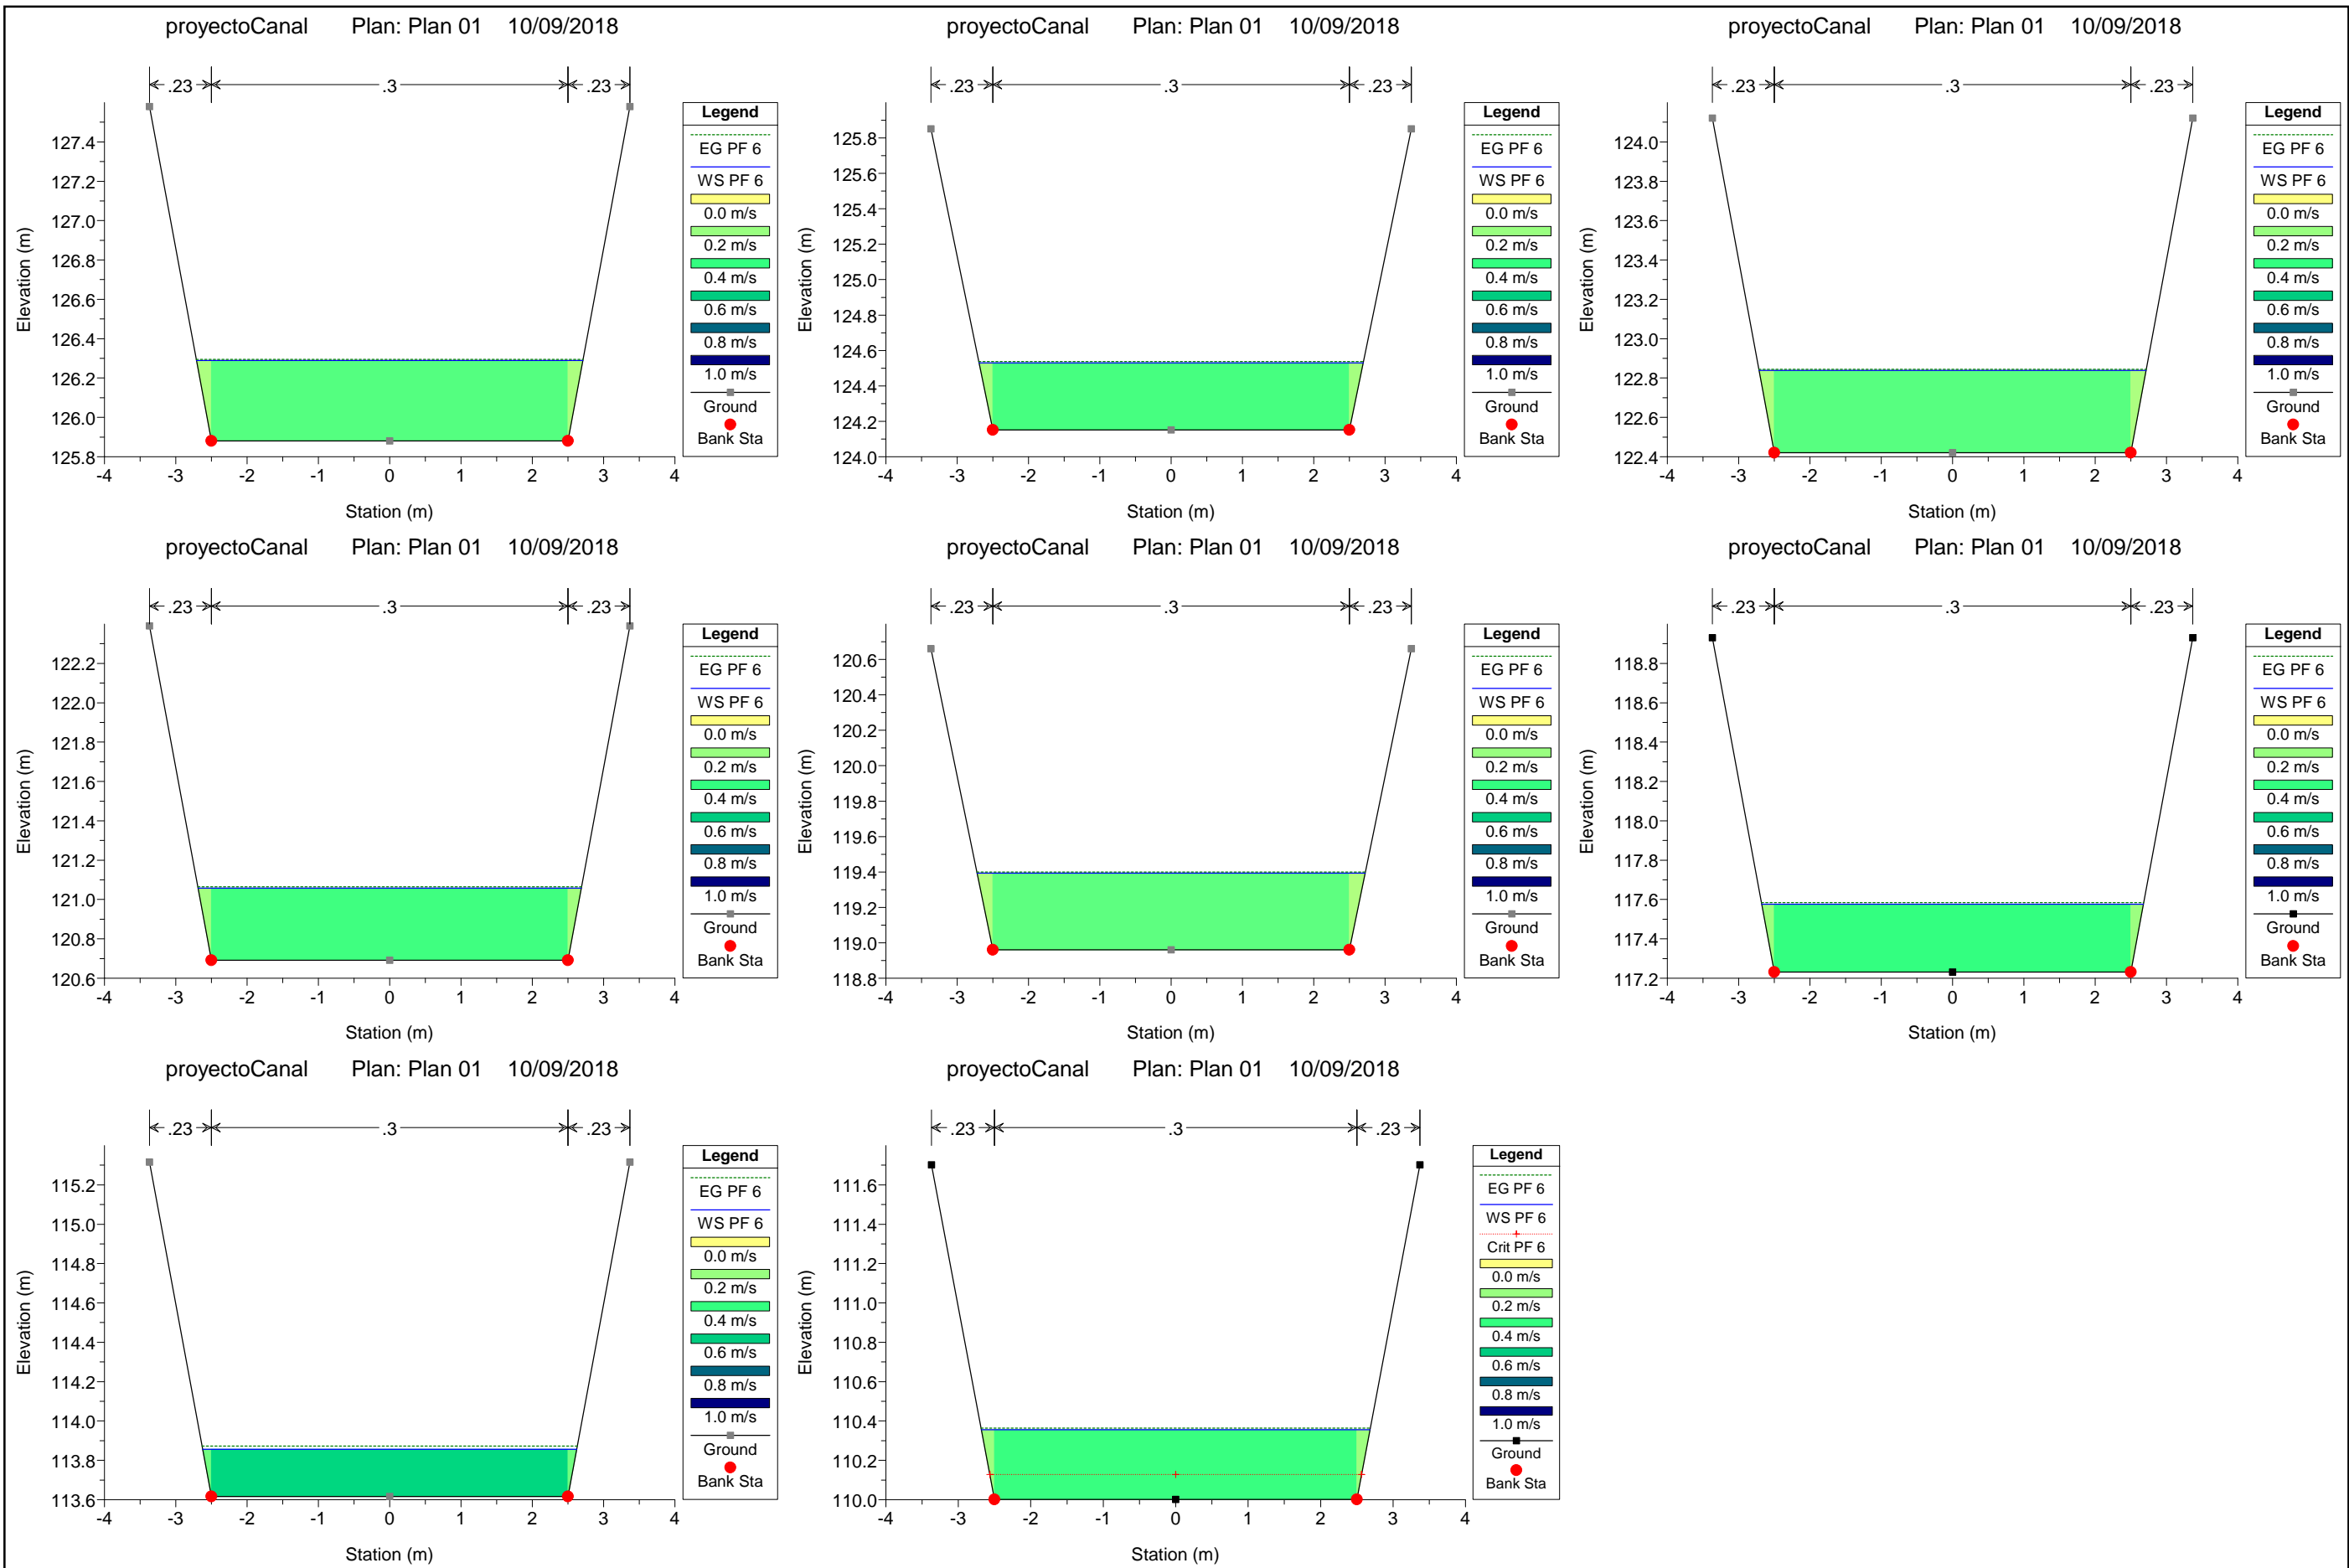 proyectoCanal Plan: Plan 01 10/09/2018
.23 .3 .23
Elevation (m)
127.4
127.2
127.0
126.8
126.6
126.4
126.2
126.0
125.8
-4 -3 -2 -1 0 1 2 3 4
Station (m)
Legend
EG PF 6
WS PF 6
0.0 m/s
0.2 m/s
0.4 m/s
0.6 m/s
0.8 m/s
1.0 m/s
Ground
Bank Sta
proyectoCanal Plan: Plan 01 10/09/2018
.23 .3 .23
Elevation (m)
125.8
125.6
125.4
125.2
125.0
124.8
124.6
124.4
124.2
124.0
-4 -3 -2 -1 0 1 2 3 4
Station (m)
Legend
EG PF 6
WS PF 6
0.0 m/s
0.2 m/s
0.4 m/s
0.6 m/s
0.8 m/s
1.0 m/s
Ground
Bank Sta
proyectoCanal Plan: Plan 01 10/09/2018
.23 .3 .23
Elevation (m)
124.0
123.8
123.6
123.4
123.2
123.0
122.8
122.6
122.4
-4 -3 -2 -1 0 1 2 3 4
Station (m)
Legend
EG PF 6
WS PF 6
0.0 m/s
0.2 m/s
0.4 m/s
0.6 m/s
0.8 m/s
1.0 m/s
Ground
Bank Sta
proyectoCanal Plan: Plan 01 10/09/2018
.23 .3 .23
Elevation (m)
122.2
122.0
121.8
121.6
121.4
121.2
121.0
120.8
120.6
-4 -3 -2 -1 0 1 2 3 4
Station (m)
Legend
EG PF 6
WS PF 6
0.0 m/s
0.2 m/s
0.4 m/s
0.6 m/s
0.8 m/s
1.0 m/s
Ground
Bank Sta
proyectoCanal Plan: Plan 01 10/09/2018
.23 .3 .23
Elevation (m)
120.6
120.4
120.2
120.0
119.8
119.6
119.4
119.2
119.0
118.8
-4 -3 -2 -1 0 1 2 3 4
Station (m)
Legend
EG PF 6
WS PF 6
0.0 m/s
0.2 m/s
0.4 m/s
0.6 m/s
0.8 m/s
1.0 m/s
Ground
Bank Sta
proyectoCanal Plan: Plan 01 10/09/2018
.23 .3 .23
Elevation (m)
118.8
118.6
118.4
118.2
118.0
117.8
117.6
117.4
117.2
-4 -3 -2 -1 0 1 2 3 4
Station (m)
Legend
EG PF 6
WS PF 6
0.0 m/s
0.2 m/s
0.4 m/s
0.6 m/s
0.8 m/s
1.0 m/s
Ground
Bank Sta
proyectoCanal Plan: Plan 01 10/09/2018
.23 .3 .23
Elevation (m)
115.2
115.0
114.8
114.6
114.4
114.2
114.0
113.8
113.6
-4 -3 -2 -1 0 1 2 3 4
Station (m)
Legend
EG PF 6
WS PF 6
0.0 m/s
0.2 m/s
0.4 m/s
0.6 m/s
0.8 m/s
1.0 m/s
Ground
Bank Sta
proyectoCanal Plan: Plan 01 10/09/2018
.23 .3 .23
Elevation (m)
111.6
111.4
111.2
111.0
110.8
110.6
110.4
110.2
110.0
-4 -3 -2 -1 0 1 2 3 4
Station (m)
Legend
EG PF 6
WS PF 6
Crit PF 6
0.0 m/s
0.2 m/s
0.4 m/s
0.6 m/s
0.8 m/s
1.0 m/s
Ground
Bank Sta